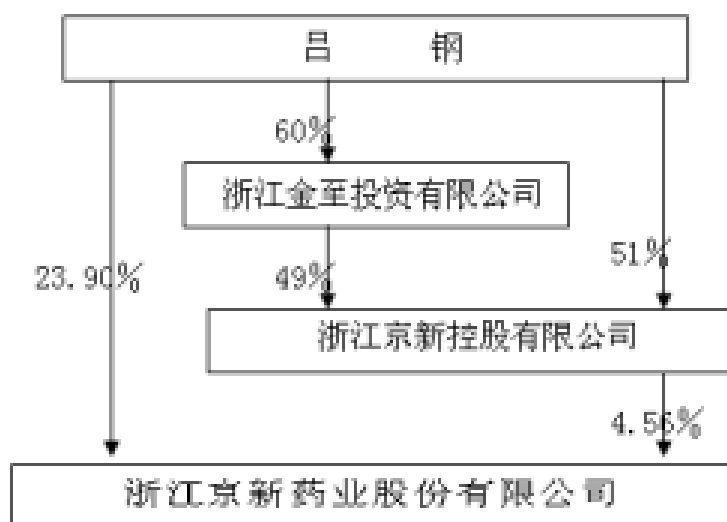 吕 钢
60%
浙江金至投资有限公司
23.90%
49%
51%
浙江京新控股有限公司
4.56%
浙江京新药业股份有限公司